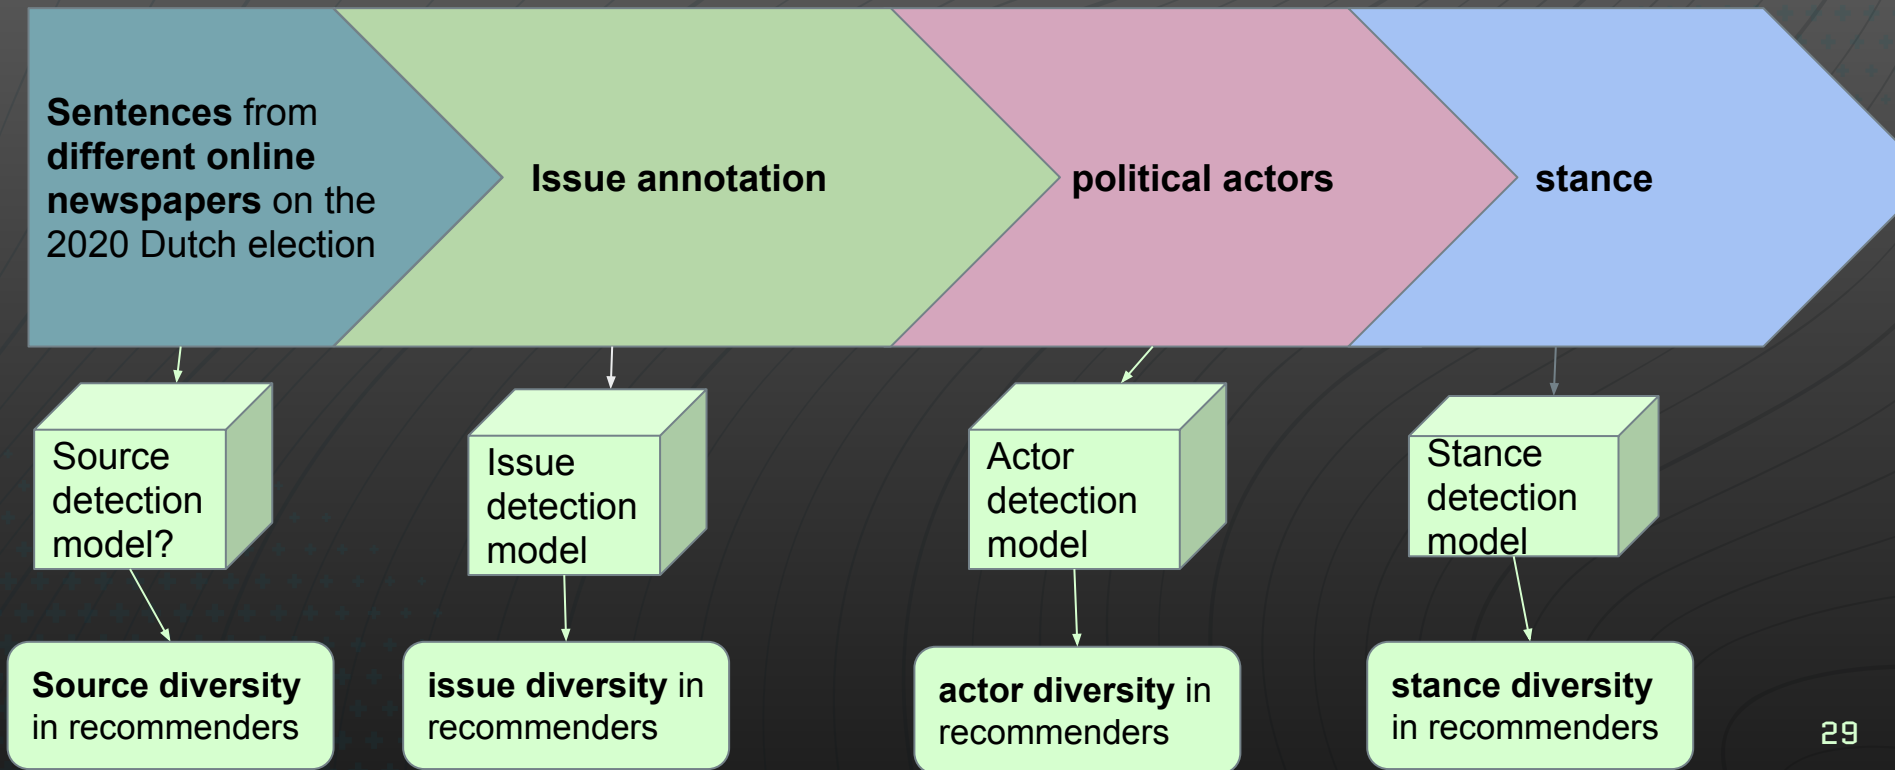 Sentences from
different online
newspapers on the
2020 Dutch election
Issue annotation
political actors
stance
Source
detection
model?
Issue
detection
model
Actor
detection
model
Stance
detection
model
Source diversity
in recommenders
issue diversity in
recommenders
actor diversity in
recommenders
stance diversity
in recommenders
29